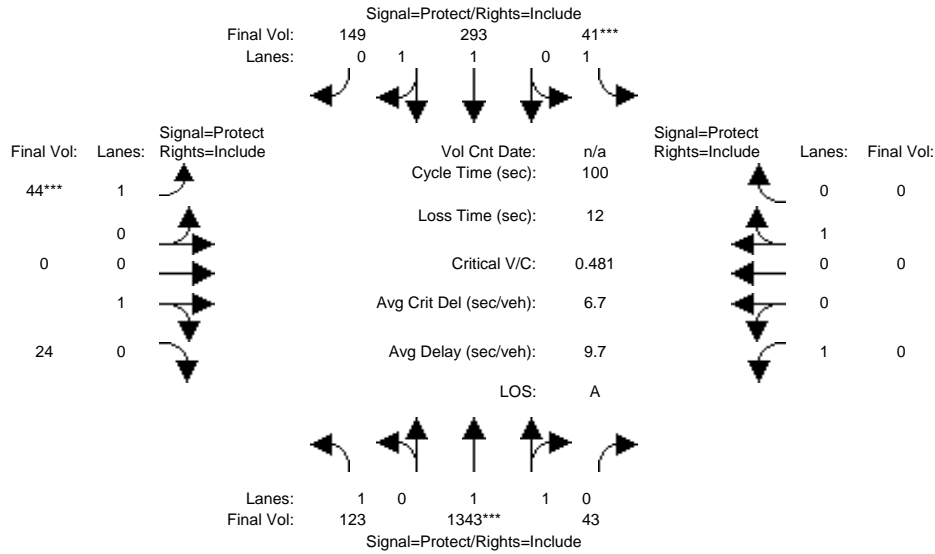 Signal=Protect/Rights=Include
Final Vol: 149 293 41***
Lanes: 0 1 1 0 1
Signal=Protect Signal=Protect
Final Vol: Lanes: Rights=Include Vol Cnt Date: n/a Rights=Include Lanes: Final Vol:
Cycle Time (sec): 100
44*** 1 0 0
Loss Time (sec): 12
0 1
0 0 Critical V/C: 0.481 0 0
1 Avg Crit Del (sec/veh): 6.7 0
24 0 Avg Delay (sec/veh): 9.7 1 0
LOS: A
Lanes: 1 0 1 1 0
Final Vol: 123 1343*** 43
Signal=Protect/Rights=Include